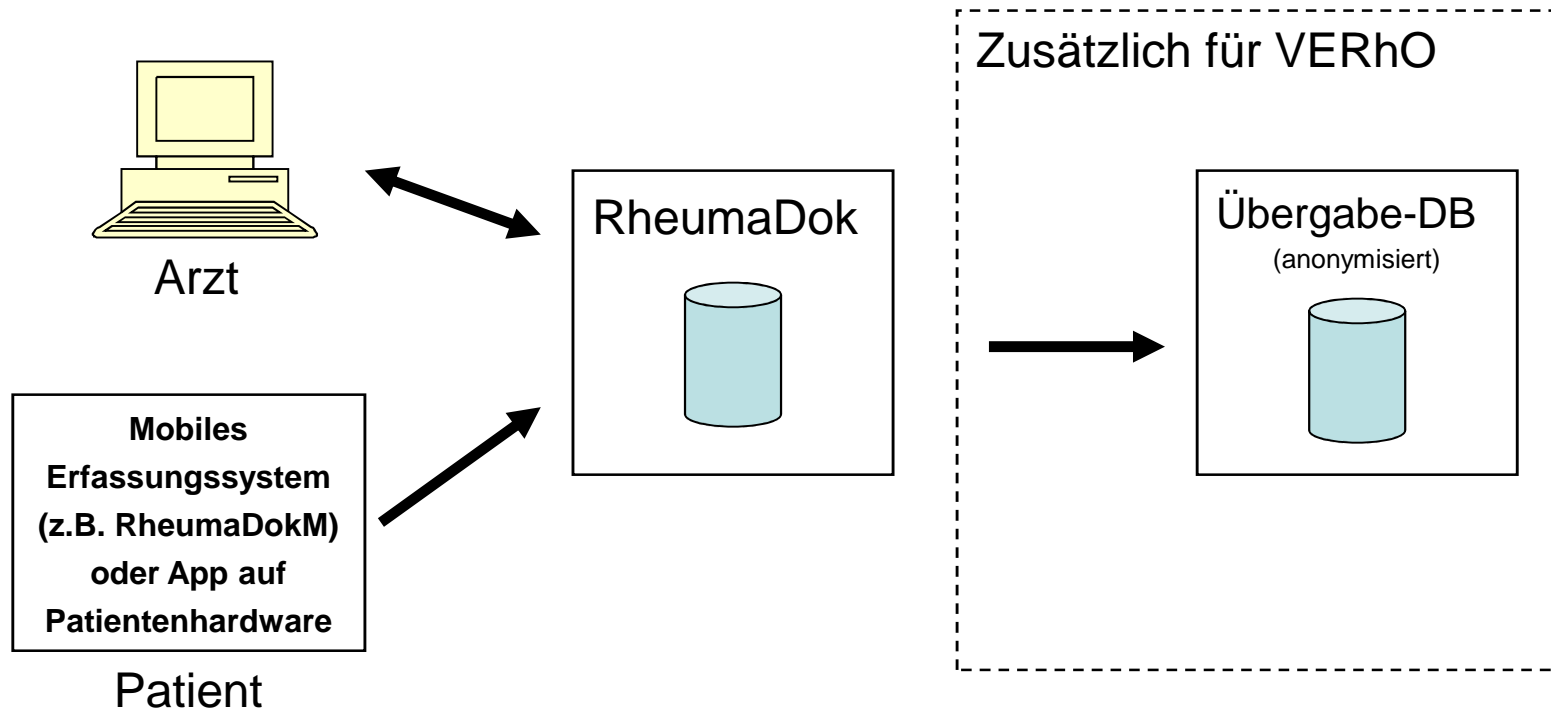 Zusätzlich für VERhO
Arzt
RheumaDok
Übergabe-DB
(anonymisiert)
Mobiles
Erfassungssystem
(z.B. RheumaDokM)
oder App auf
Patientenhardware
Patient